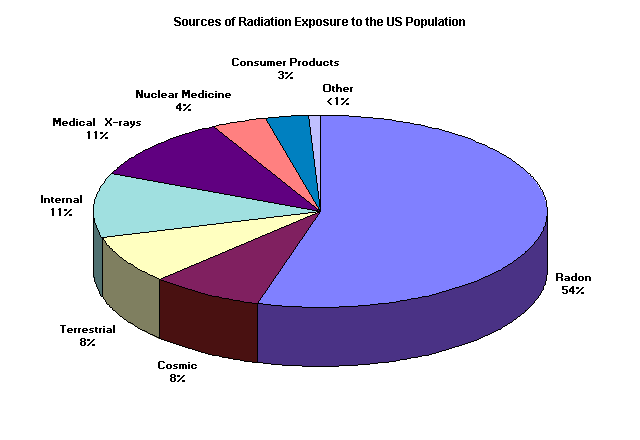 Sources of Radiation Exposure to the US Population
Consumer Products
3%
Other
<1%
Nuclear Medicine
4%
Medical X-rays
11%
Internal
11%
Radon
54%
Terrestrial
8%
Cosmic
8%